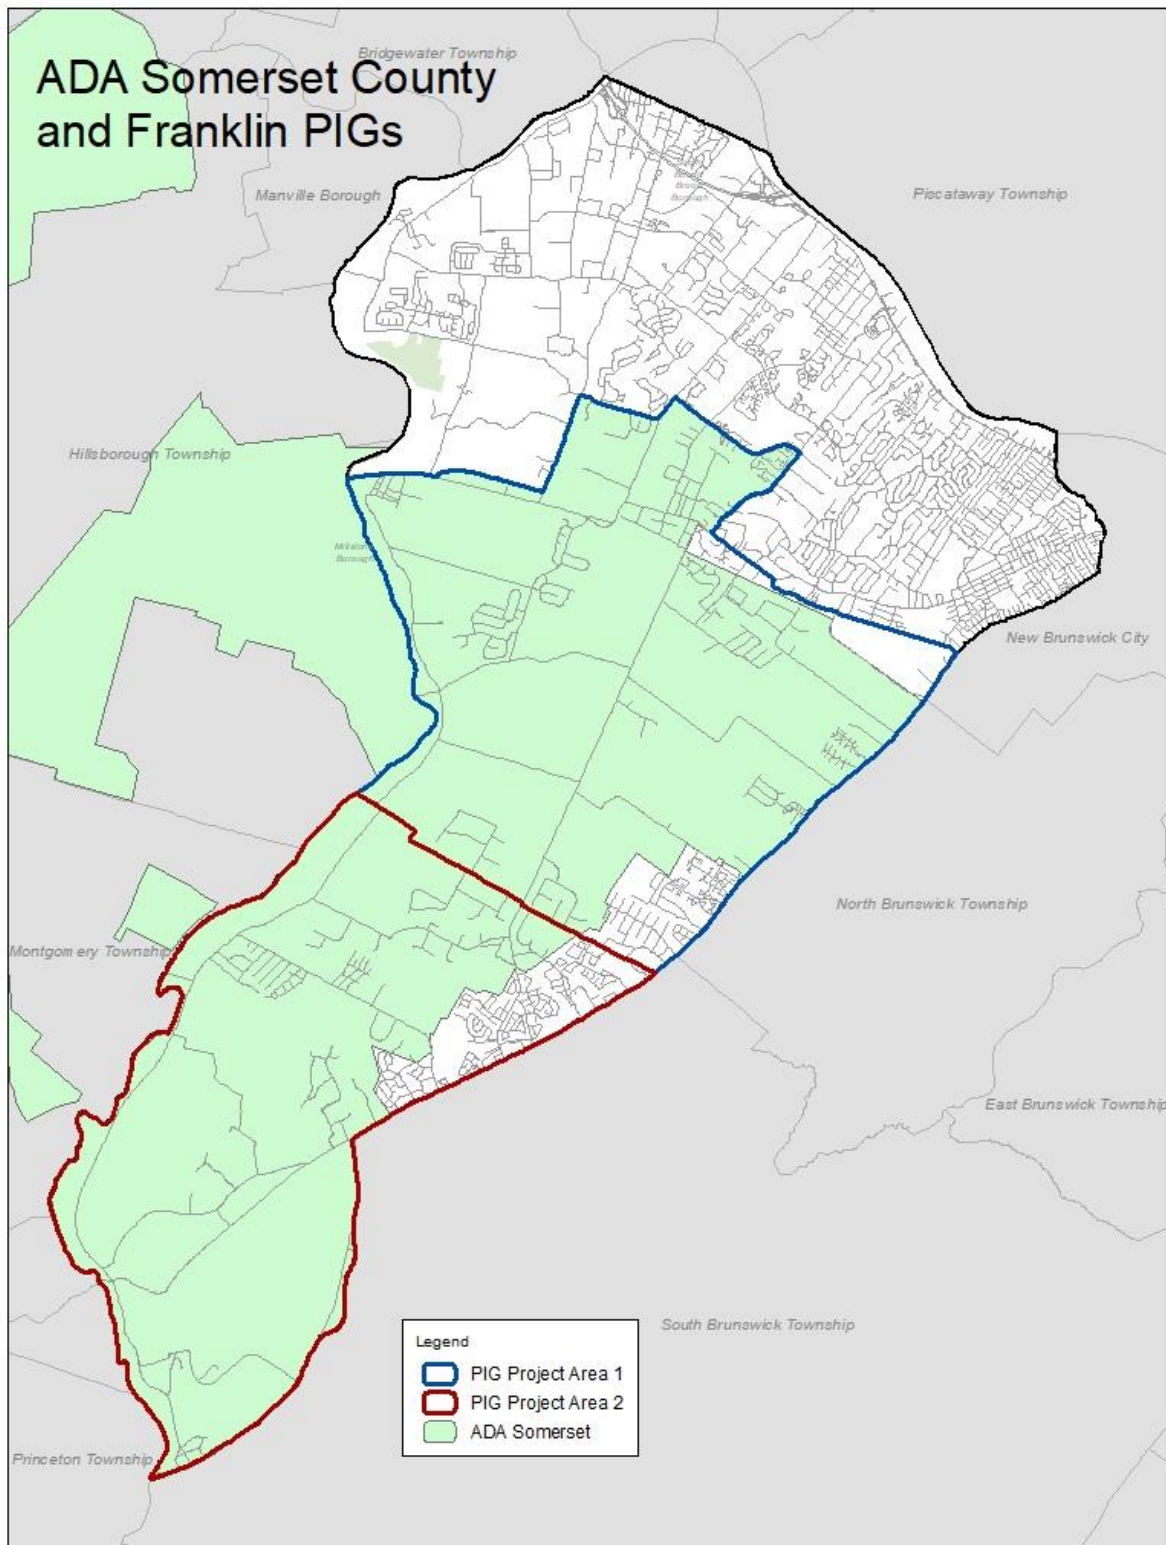 ADA Somerset County
and Franklin PIGs
Bridgewater Township
Manville Borough
Piscataway Township
Borough
Hillsborough Township
Borough
New Brunswick City
North Brunswick Township
Montgomery Township
East Brunswick Township
South Brunswick Township
Legend
PIG Project Area 1
PIG Project Area 2
ADA Somerset
Princeton Township